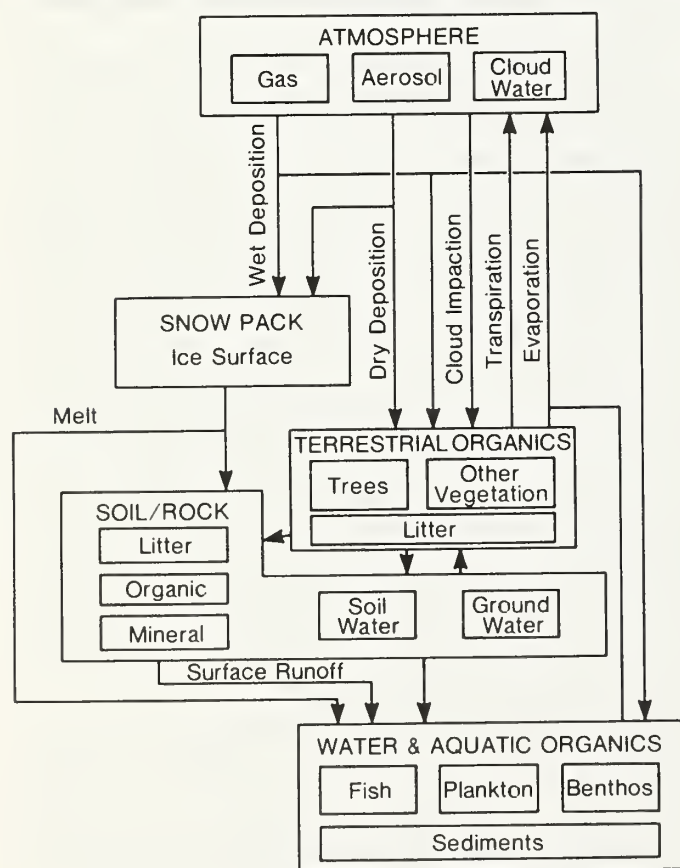 ATMOSPHERE
Gas
Aerosol
Cloud
Water
Wet Deposition
Dry Deposition
Cloud Impaction
Transpiration
Evaporation
SNOW PACK
Ice Surface
Melt
TERRESTRIAL ORGANICS
Trees
Other
Vegetation
Litter
SOIL/ROCK
Litter
Organic
Mineral
Soil
Water
Ground
Water
Surface Runoff
WATER & AQUATIC ORGANICS
Fish
Plankton
Benthos
Sediments